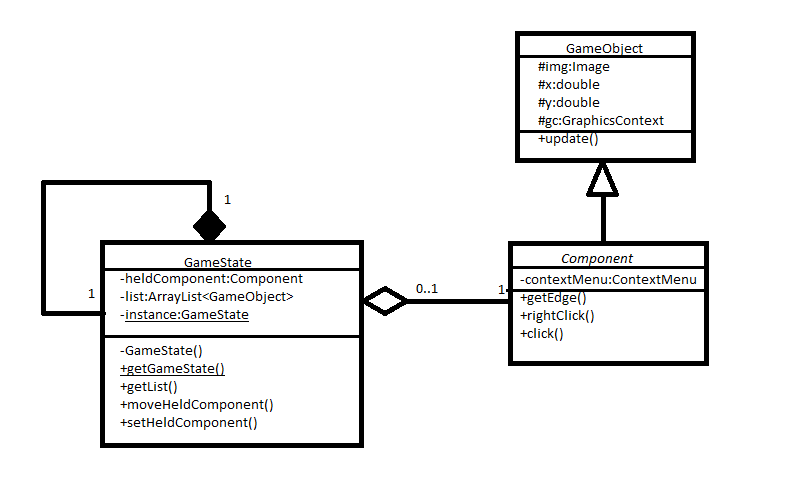 GameObject
#img:Image
#x:double
#y:double
#gc:GraphicsContext
+update()
1
GameState
-heldComponent:Component
-list:ArrayList<GameObject>
-instance:GameState
-GameState()
+getGameState()
+getList()
+moveHeldComponent()
+setHeldComponent()
1
0..1
1
Component
-contextMenu:ContextMenu
+getEdge()
+rightClick()
+click()